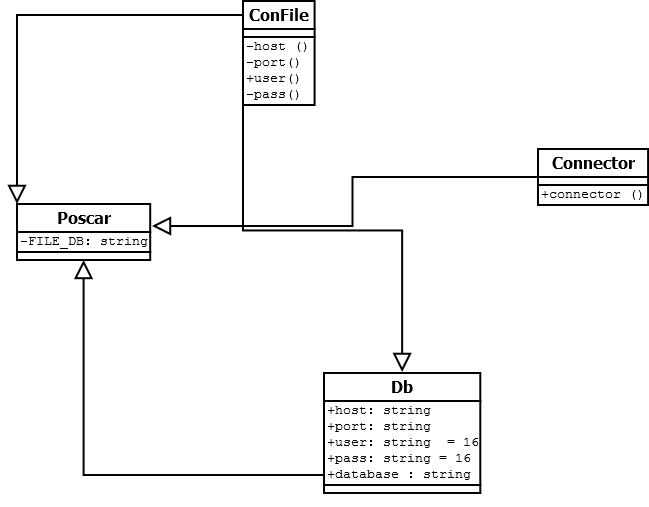 ConFile
-host ()
-port()
+user()
-pass()
Connector
+connector ()
Poscar
-FILE_DB: string
Db
+host: string
+port: string
+user: string  = 16
+pass: string = 16
+database : string